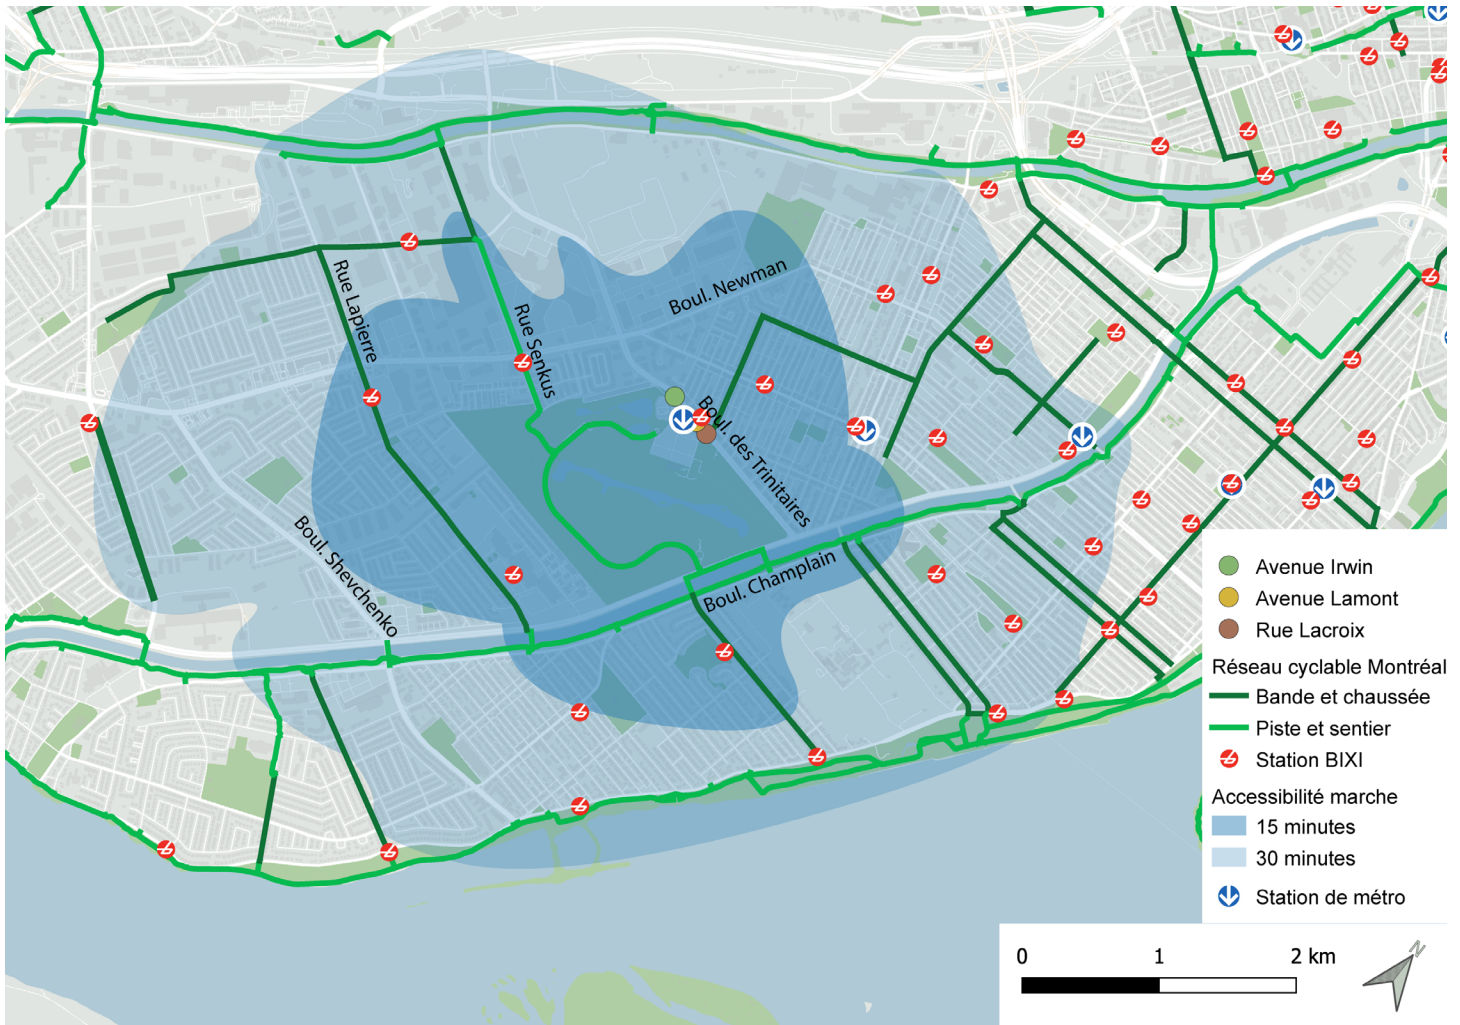 Boul. Newman
Rue Lapierre
Rue Senkus
Boul. des Trinitaires
Boul. Shevchenko
Boul. Champlain
Avenue Irwin
Avenue Lamont
Rue Lacroix
Réseau cyclable Montréal
Bande et chaussée
Piste et sentier
Station BIXI
Accessibilité marche
15 minutes
30 minutes
Station de métro
0 1 2 km
N